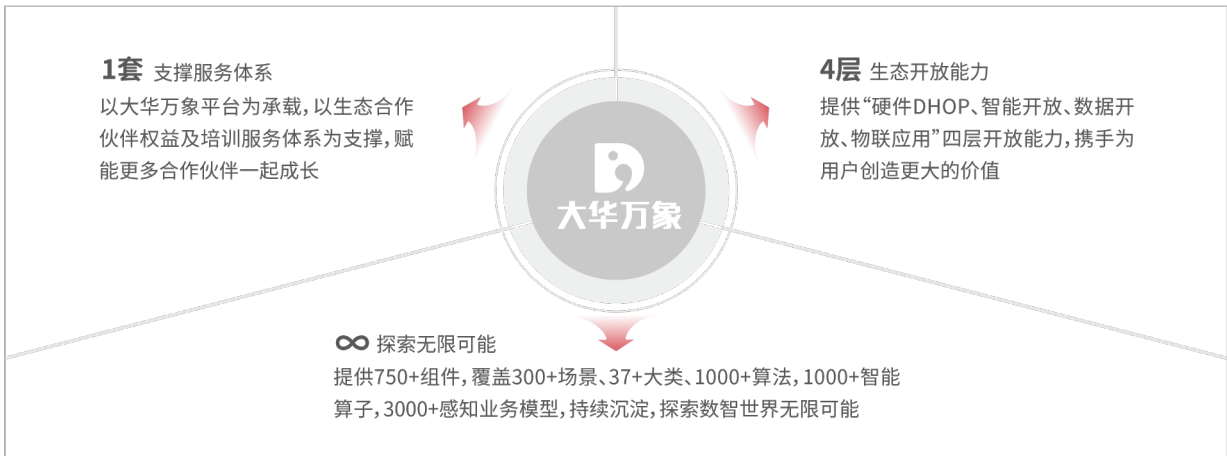 1套 支撑服务体系
以大华万象平台为承载，以生态合作
伙伴权益及培训服务体系为支撑，赋
能更多合作伙伴一起成长
4层 生态开放能力
提供“硬件DHOP、智能开放、数据开
放、物联应用”四层开放能力，携手为
用户创造更大的价值
大华万象
∞ 探索无限可能
提供750+组件，覆盖300+场景、37+大类、1000+算法，1000+智能
算子，3000+感知业务模型，持续沉淀，探索数智世界无限可能